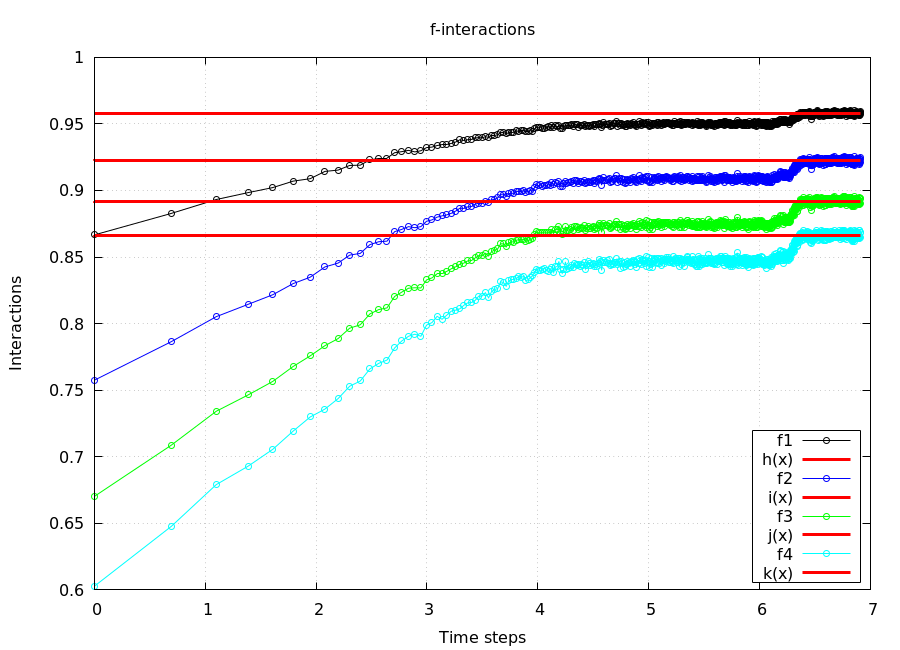 f-interactions
1
0.95
0.9
0.85
0.8
0.75
0.7
0.65
0.6
Interactions
0 1 2 3 4 5 6 7
Time steps
f1
h(x)
f2
i(x)
f3
j(x)
f4
k(x)